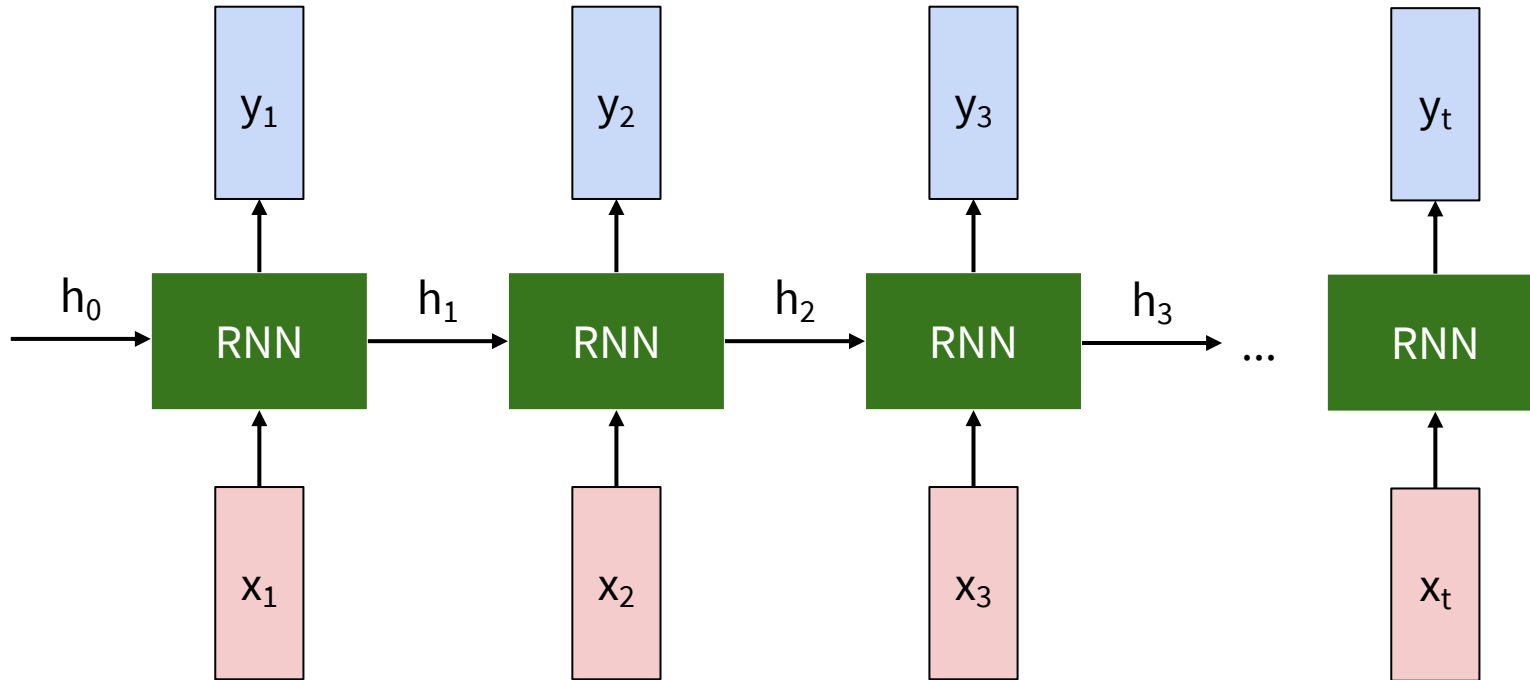 y₁ y₂ y₃ yₜ
h₀ h₁ h₂ h₃
RNN RNN RNN ... RNN
x₁ x₂ x₃ xₜ